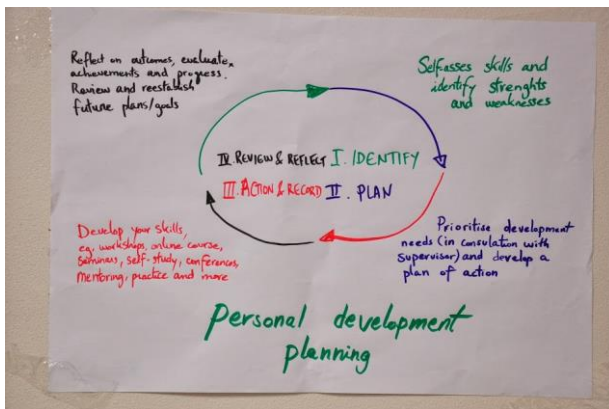 Reflect on outcomes, evaluate,
achievements and progress.
Review and reestablish
future plans/goals
Selfasses skills and
identify strenghts
and weaknesses
IV. REVIEW & REFLECT I. IDENTIFY
III. ACTION & RECORD II. PLAN
Develop your skills,
eg. workshops, online course,
seminars, self-study, conferences,
mentoring, practice and more
Prioritise development
needs (in consulation with
supervisor) and develop a
plan of action
Personal development
planning